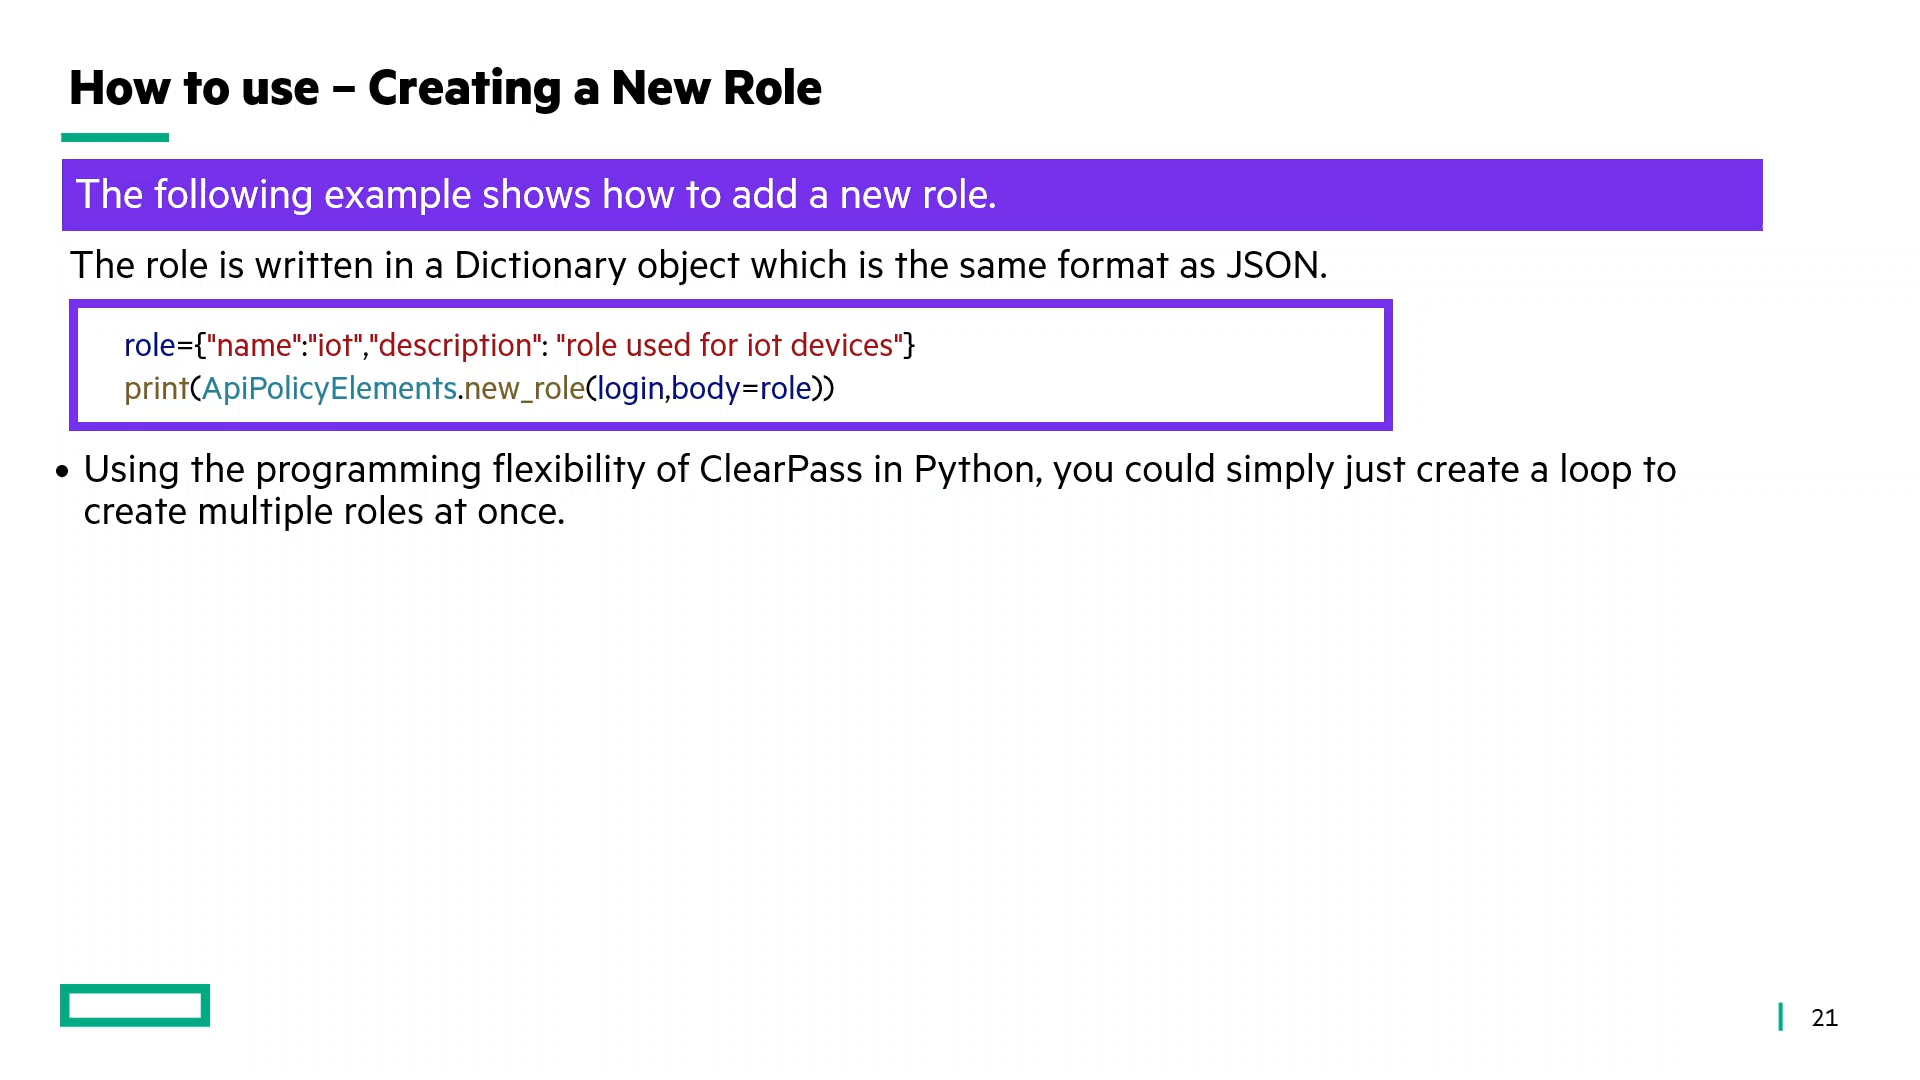 How to use – Creating a New Role
The following example shows how to add a new role.
The role is written in a Dictionary object which is the same format as JSON.
role={"name":"iot","description": "role used for iot devices"}
print(ApiPolicyElements.new_role(login,body=role))
• Using the programming flexibility of ClearPass in Python, you could simply just create a loop to
create multiple roles at once.
21